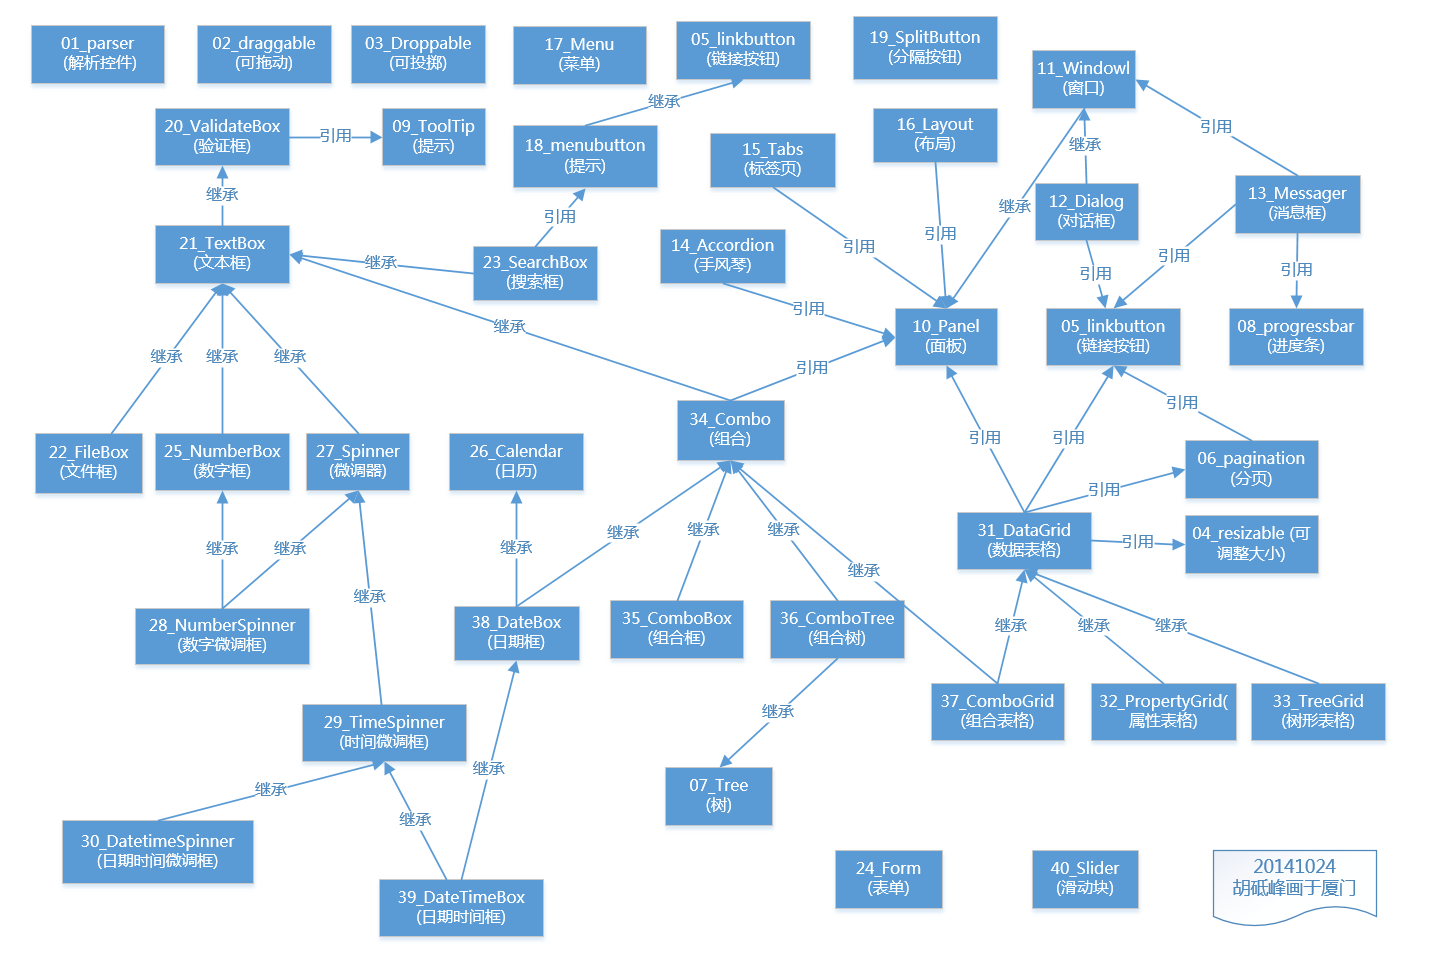 01_parser
(解析控件)
02_draggable
(可拖动)
03_Droppable
(可投掷)
17_Menu
(菜单)
05_linkbutton
(链接按钮)
19_SplitButton
(分隔按钮)
11_Windowl
(窗口)
继承
20_ValidateBox
(验证框)
引用
09_ToolTip
(提示)
18_menubutton
(提示)
15_Tabs
(标签页)
16_Layout
(布局)
引用
继承
继承
引用
继承
12_Dialog
(对话框)
13_Messager
(消息框)
21_TextBox
(文本框)
继承
23_SearchBox
(搜索框)
14_Accordion
(手风琴)
引用
引用
引用
引用
引用
继承
引用
10_Panel
(面板)
05_linkbutton
(链接按钮)
08_progressbar
(进度条)
继承
继承
继承
引用
34_Combo
(组合)
引用
引用
引用
22_FileBox
(文件框)
25_NumberBox
(数字框)
27_Spinner
(微调器)
26_Calendar
(日历)
06_pagination
(分页)
引用
31_DataGrid
(数据表格)
引用
04_resizable (可
调整大小)
继承
继承
继承
继承
继承
继承
继承
继承
28_NumberSpinner
(数字微调框)
38_DateBox
(日期框)
35_ComboBox
(组合框)
36_ComboTree
(组合树)
继承
继承
继承
29_TimeSpinner
(时间微调框)
继承
37_ComboGrid
(组合表格)
32_PropertyGrid(
属性表格)
33_TreeGrid
(树形表格)
继承
继承
07_Tree
(树)
继承
30_DatetimeSpinner
(日期时间微调框)
39_DateTimeBox
(日期时间框)
24_Form
(表单)
40_Slider
(滑动块)
20141024
胡砥峰画于厦门